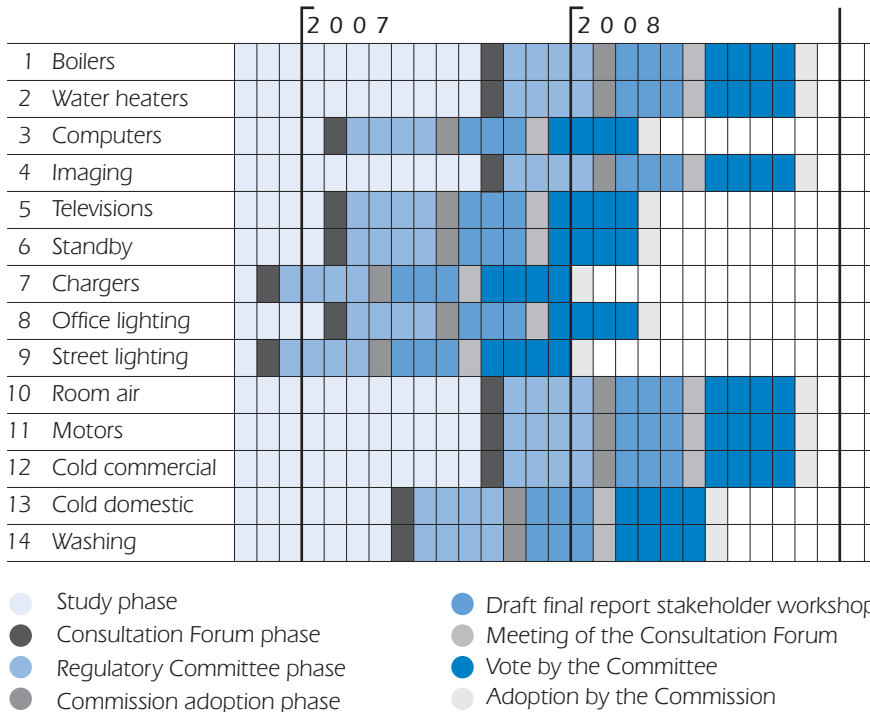 2007 2008
1 Boilers
2 Water heaters
3 Computers
4 Imaging
5 Televisions
6 Standby
7 Chargers
8 Office lighting
9 Street lighting
10 Room air
11 Motors
12 Cold commercial
13 Cold domestic
14 Washing
Study phase
Consultation Forum phase
Regulatory Committee phase
Commission adoption phase
Draft final report stakeholder workshop
Meeting of the Consultation Forum
Vote by the Committee
Adoption by the Commission